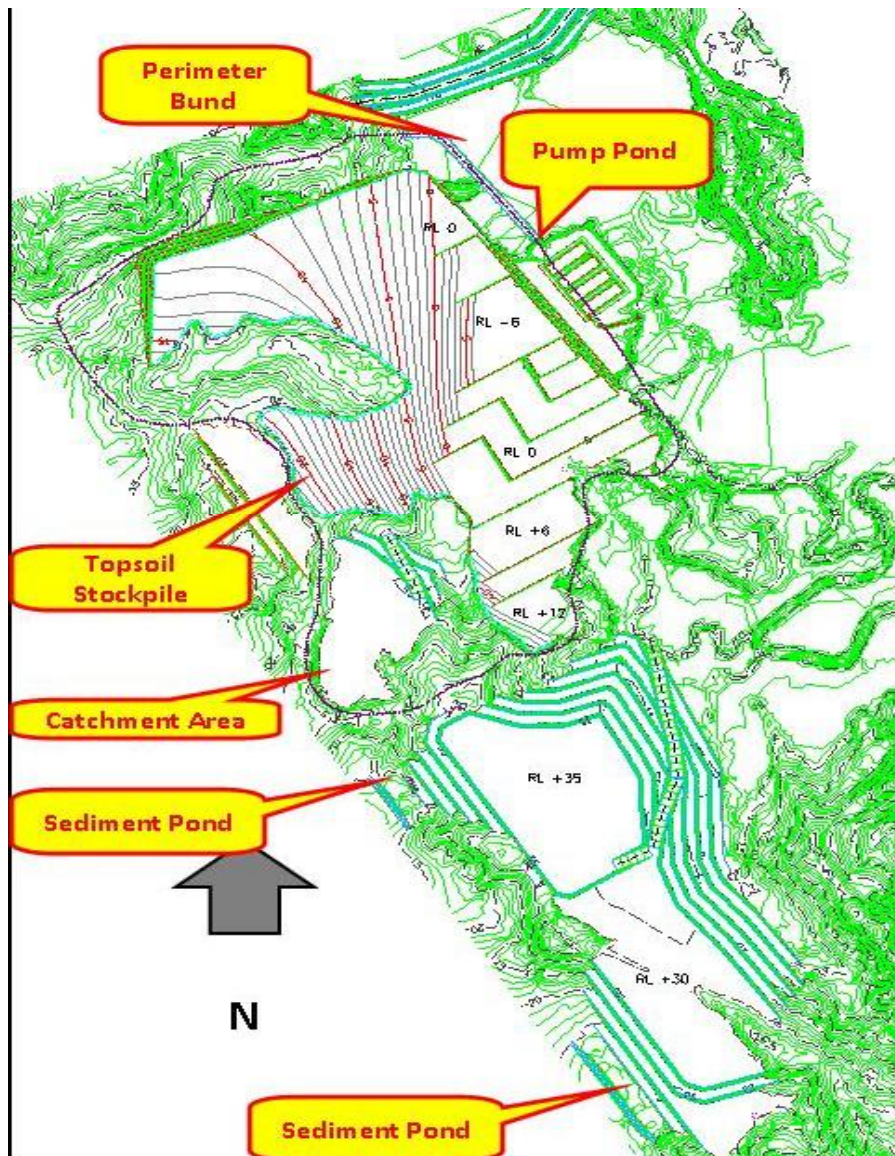 Perimeter
Bund
Pump Pond
RL 0
RL -6
RL 0
RL +6
RL +12
Topsoil
Stockpile
Catchment Area
RL +35
Sediment Pond
RL +30
N
Sediment Pond